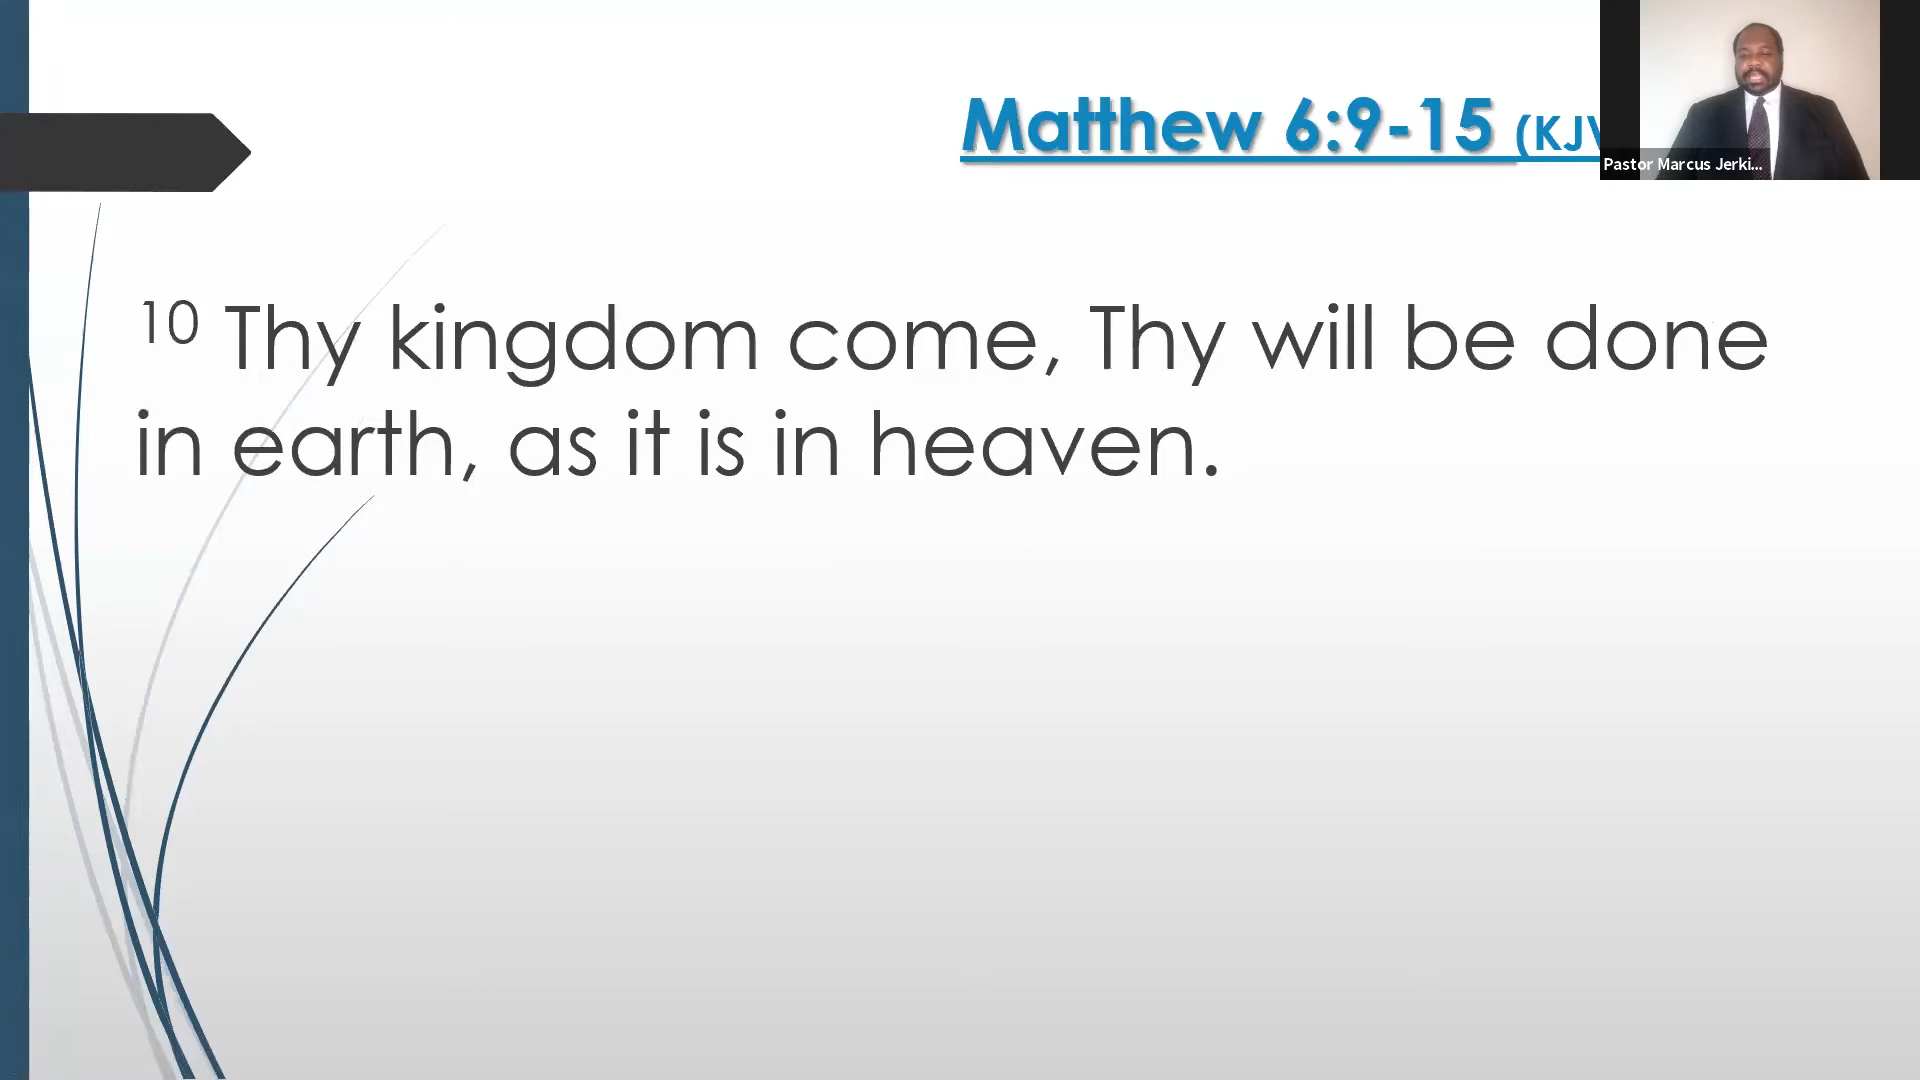 Matthew 6:9-15 (KJV
Pastor Marcus Jerki...
10 Thy kingdom come, Thy will be done
in earth, as it is in heaven.